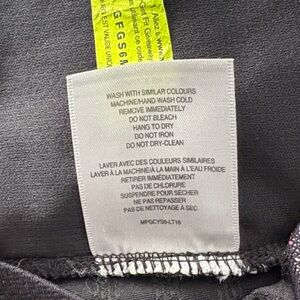 GFGS6M
WASH WITH SIMILAR COLOURS
MACHINE/HAND WASH COLD
REMOVE IMMEDIATELY
DO NOT BLEACH
HANG TO DRY
DO NOT IRON
DO NOT DRY-CLEAN
LAVER AVEC DES COULEURS SIMILAIRES
LAVER À LA MACHINE/À LA MAIN À L'EAU FROIDE
RETIRER IMMÉDIATEMENT
PAS DE CHLORURE
SUSPENDRE POUR SÉCHER
NE PAS REPASSER
PAS DE NETTOYAGE À SEC
MPGCYS6-LT16